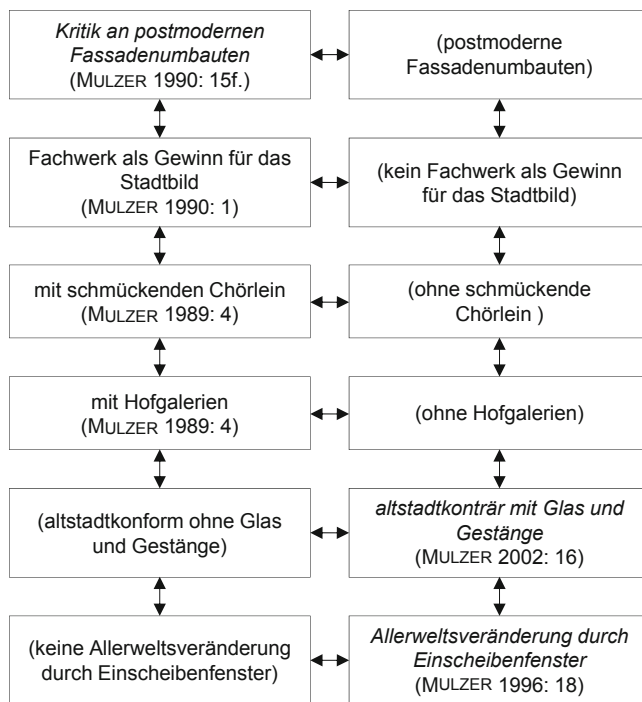 Kritik an postmodernen
Fassadenumbauten
(MULZER 1990: 15f.)
(postmoderne
Fassadenumbauten)
Fachwerk als Gewinn für das
Stadtbild
(MULZER 1990: 1)
(kein Fachwerk als Gewinn
für das Stadtbild)
mit schmückenden Chörlein
(MULZER 1989: 4)
(ohne schmückende
Chörlein )
mit Hofgalerien
(MULZER 1989: 4)
(ohne Hofgalerien)
(altstadtkonform ohne Glas
und Gestänge)
altstadtkonträr mit Glas und
Gestänge
(MULZER 2002: 16)
(keine Allerweltsveränderung
durch Einscheibenfenster)
Allerweltsveränderung durch
Einscheibenfenster
(MULZER 1996: 18)